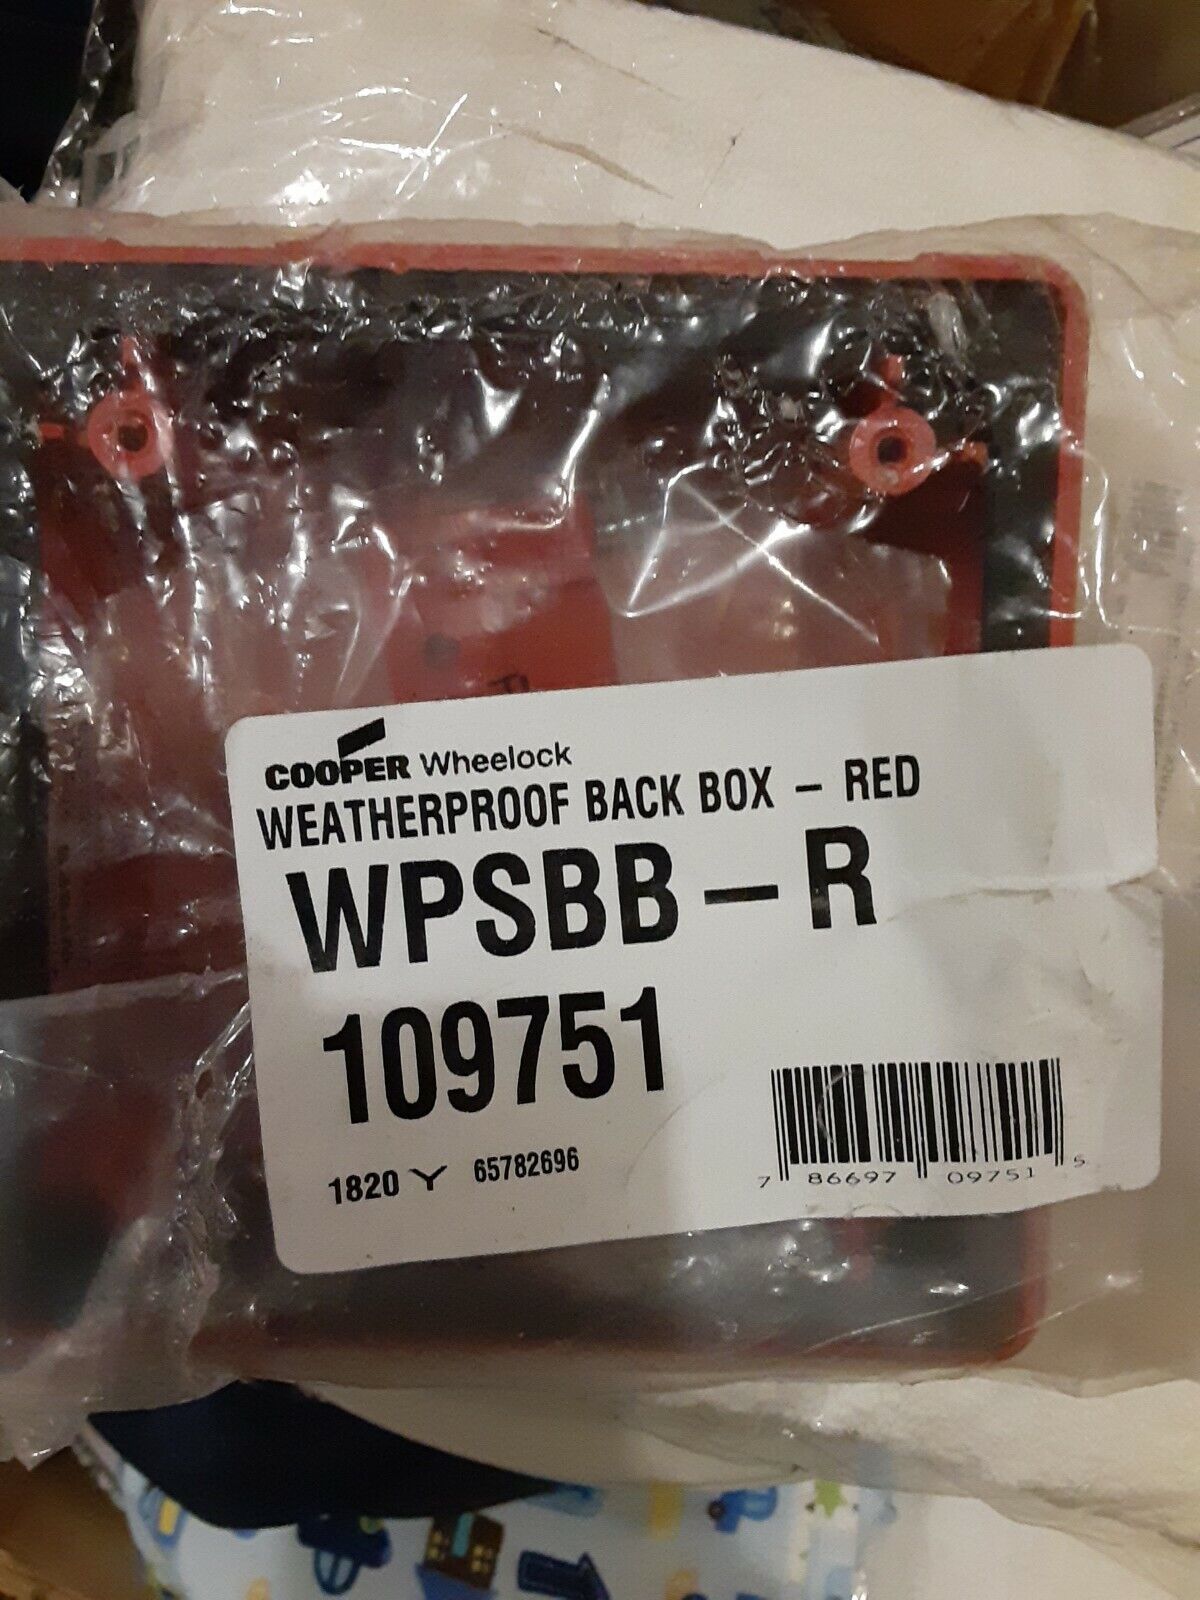 COOPER Wheelock
WEATHERPROOF BACK BOX – RED
WPSBB – R
109751
1820 Y 65782696
7 86697 09751 5